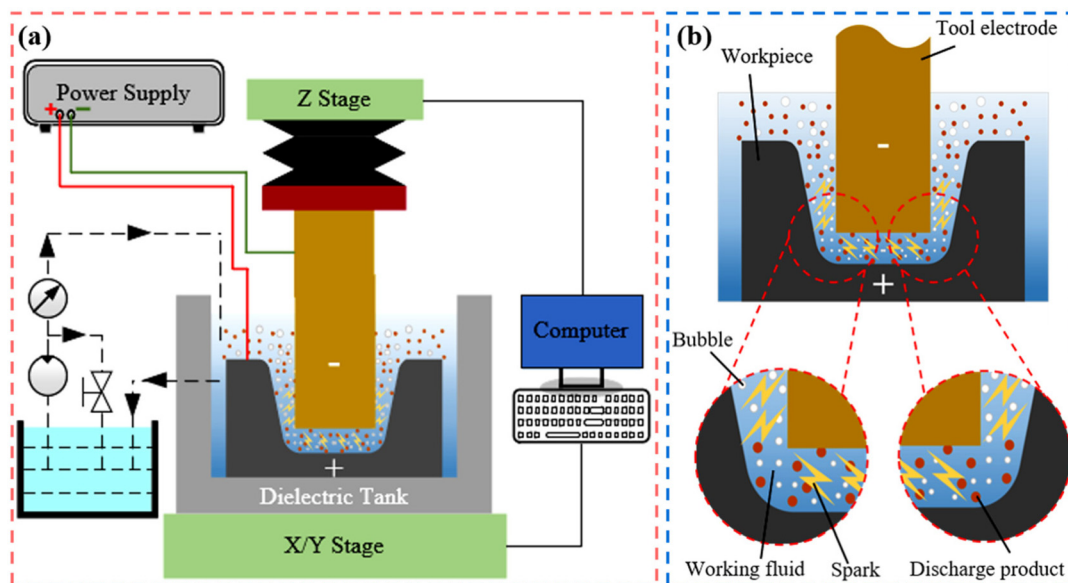 (a)
Power Supply
+ −
Z Stage
-
Computer
+
Dielectric Tank
X/Y Stage
(b)
Tool electrode
Workpiece
-
+
Bubble
Working fluid
Spark
Discharge product